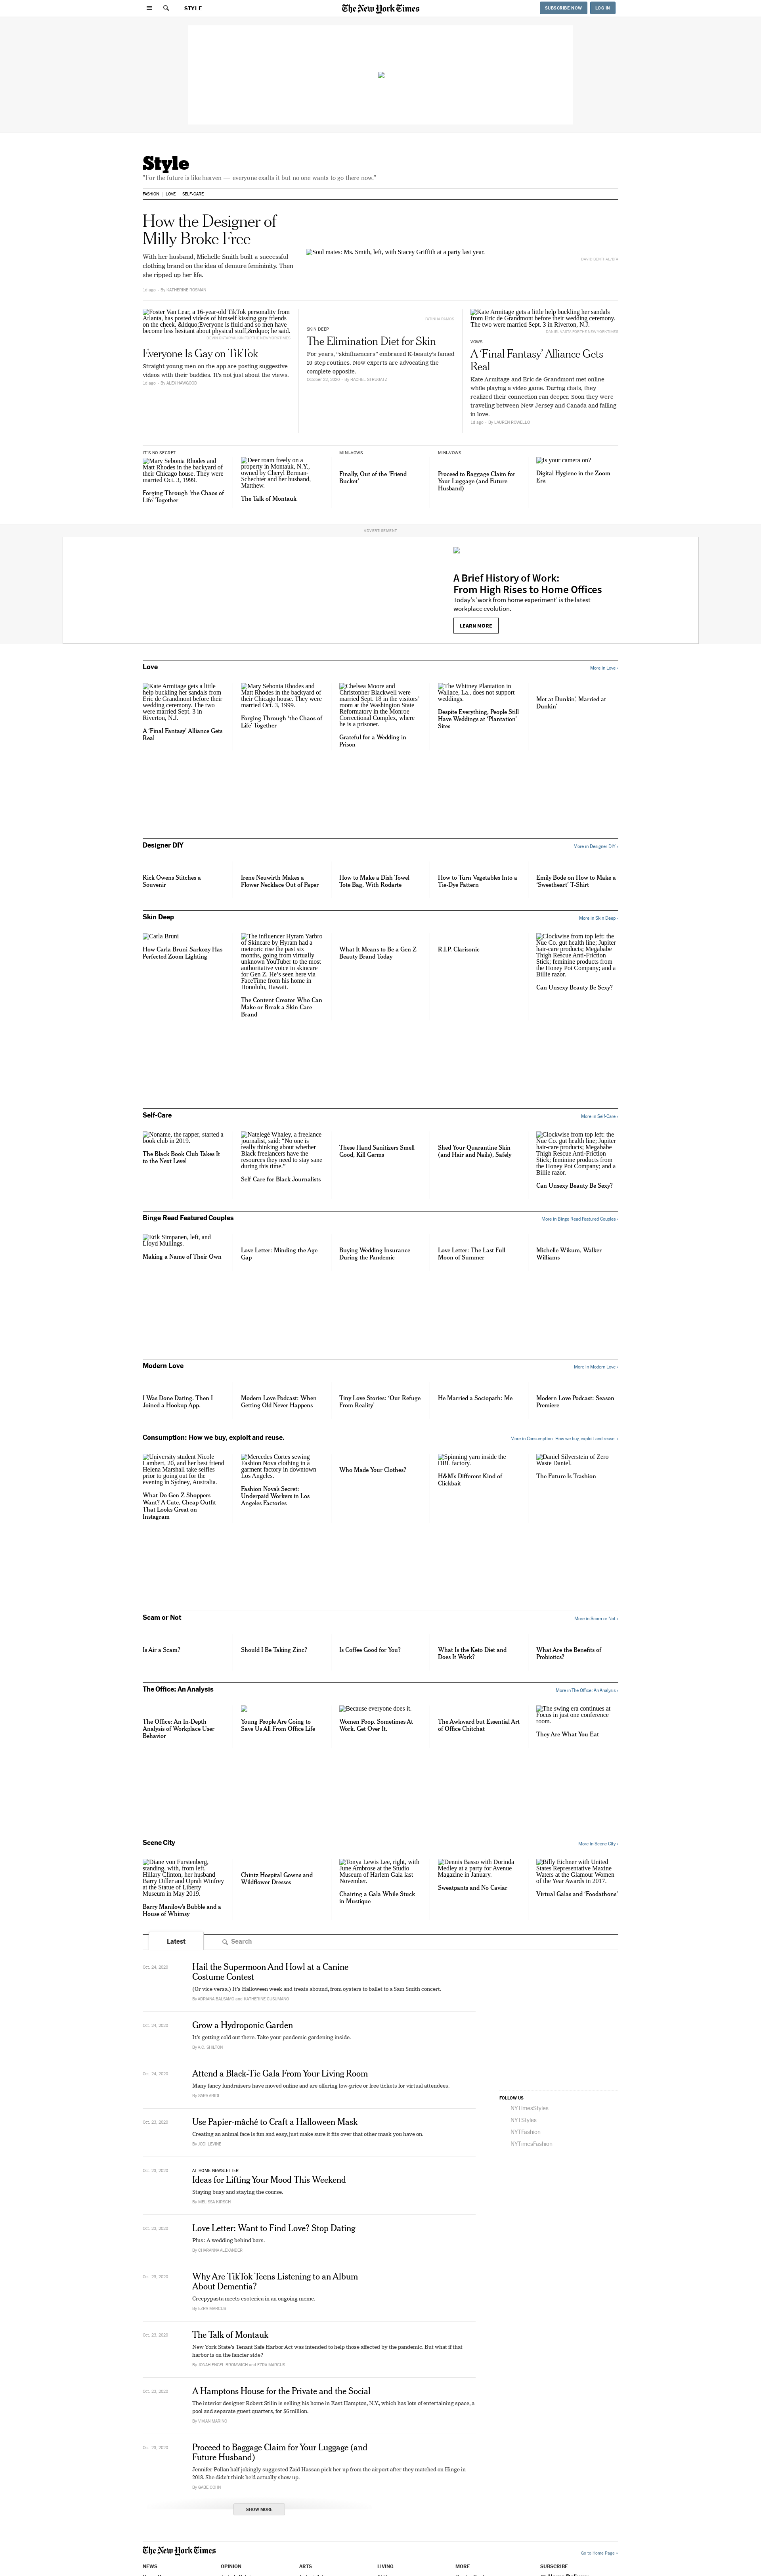 STYLE
The New York Times
SUBSCRIBE NOW
LOG IN
Style
"For the future is like heaven — everyone exalts it but no one wants to go there now."
FASHION
LOVE
SELF-CARE
How the Designer of
Milly Broke Free
With her husband, Michelle Smith built a successful
clothing brand on the idea of demure femininity. Then
she ripped up her life.
1d ago · By KATHERINE ROSMAN
Soul mates: Ms. Smith, left, with Stacey Griffith at a party last year.
Foster Van Lear, a 16-year-old TikTok personality from
Atlanta, has posted videos of himself kissing guy friends
on the cheek. &ldquo;Everyone is fluid and so men have
become less hesitant about physical stuff,&rdquo; he said.
Everyone Is Gay on TikTok
Straight young men on the app are posting suggestive
videos with their buddies. It's not just about the views.
1d ago · By ALEX HAWGOOD
SKIN DEEP
The Elimination Diet for Skin
For years, "skinfluencers" embraced K-beauty's famed
10-step routines. Now experts are advocating the
complete opposite.
October 22, 2020 · By RACHEL STRUGATZ
Kate Armitage gets a little help buckling her sandals
from Eric de Grandmont before their wedding ceremony.
The two were married Sept. 3 in Riverton, N.J.
VOWS
A 'Final Fantasy' Alliance Gets
Real
Kate Armitage and Eric de Grandmont met online
while playing a video game. During chats, they
realized their connection ran deeper. Soon they were
traveling between New Jersey and Canada and falling
in love.
1d ago · By LAUREN ROWELLO
IT'S NO SECRET
Mary Sebonia Rhodes and
Matt Rhodes in the backyard of
their Chicago house. They were
married Oct. 3, 1999.
Forging Through 'the Chaos of
Life' Together
Deer roam freely on a
property in Montauk, N.Y.,
owned by Cheryl Berman-
Schechter and her husband,
Matthew.
The Talk of Montauk
MINI-VOWS
Finally, Out of the 'Friend
Bucket'
MINI-VOWS
Proceed to Baggage Claim for
Your Luggage (and Future
Husband)
Is your camera on?
Digital Hygiene in the Zoom
Era
ADVERTISEMENT
A Brief History of Work:
From High Rises to Home Offices
Today's 'work from home experiment' is the latest
workplace evolution.
LEARN MORE
Love
More in Love ›
Kate Armitage gets a little
help buckling her sandals from
Eric de Grandmont before their
wedding ceremony. The two
were married Sept. 3 in
Riverton, N.J.
A 'Final Fantasy' Alliance Gets
Real
Mary Sebonia Rhodes and
Matt Rhodes in the backyard of
their Chicago house. They were
married Oct. 3, 1999.
Forging Through 'the Chaos of
Life' Together
Chelsea Moore and
Christopher Blackwell were
married Sept. 18 in the visitors'
room at the Washington State
Reformatory in the Monroe
Correctional Complex, where
he is a prisoner.
Grateful for a Wedding in
Prison
The Whitney Plantation in
Wallace, La., does not support
weddings.
Despite Everything, People Still
Have Weddings at 'Plantation'
Sites
Met at Dunkin', Married at
Dunkin'
Designer DIY
More in Designer DIY ›
Rick Owens Stitches a
Souvenir
Irene Neuwirth Makes a
Flower Necklace Out of Paper
How to Make a Dish Towel
Tote Bag, With Rodarte
How to Turn Vegetables Into a
Tie-Dye Pattern
Emily Bode on How to Make a
'Sweetheart' T-Shirt
Skin Deep
More in Skin Deep ›
Carla Bruni
How Carla Bruni-Sarkozy Has
Perfected Zoom Lighting
The influencer Hyram Yarbro
of Skincare by Hyram had a
meteroric rise the past six
months, going from virtually
unknown YouTuber to the most
authoritative voice in skincare
for Gen Z. He's seen here via
FaceTime from his home in
Honolulu, Hawaii.
The Content Creator Who Can
Make or Break a Skin Care
Brand
What It Means to Be a Gen Z
Beauty Brand Today
R.I.P. Clarisonic
Clockwise from top left: the
Nue Co. gut health line; Jupiter
hair-care products; Megababe
Thigh Rescue Anti-Friction
Stick; feminine products from
the Honey Pot Company; and a
Billie razor.
Can Unsexy Beauty Be Sexy?
Self-Care
More in Self-Care ›
Noname, the rapper, started a
book club in 2019.
The Black Book Club Takes It
to the Next Level
Natelegé Whaley, a freelance
journalist, said: "No one is
really thinking about whether
Black freelancers have the
resources they need to stay sane
during this time."
Self-Care for Black Journalists
These Hand Sanitizers Smell
Good, Kill Germs
Shed Your Quarantine Skin
(and Hair and Nails), Safely
Clockwise from top left: the
Nue Co. gut health line; Jupiter
hair-care products; Megababe
Thigh Rescue Anti-Friction
Stick; feminine products from
the Honey Pot Company; and a
Billie razor.
Can Unsexy Beauty Be Sexy?
Binge Read Featured Couples
More in Binge Read Featured Couples ›
Erik Simpanen, left, and
Lloyd Mullings.
Making a Name of Their Own
Love Letter: Minding the Age
Gap
Buying Wedding Insurance
During the Pandemic
Love Letter: The Last Full
Moon of Summer
Michelle Wikum, Walker
Williams
Modern Love
More in Modern Love ›
I Was Done Dating. Then I
Joined a Hookup App.
Modern Love Podcast: When
Getting Old Never Happens
Tiny Love Stories: 'Our Refuge
From Reality'
He Married a Sociopath: Me
Modern Love Podcast: Season
Premiere
Consumption: How we buy, exploit and reuse.
More in Consumption: How we buy, exploit and reuse. ›
University student Nicole
Lambert, 20, and her best friend
Helena Marshall take selfies
prior to going out for the
evening in Sydney, Australia.
What Do Gen Z Shoppers
Want? A Cute, Cheap Outfit
That Looks Great on
Instagram
Mercedes Cortes sewing
Fashion Nova clothing in a
garment factory in downtown
Los Angeles.
Fashion Nova's Secret:
Underpaid Workers in Los
Angeles Factories
Who Made Your Clothes?
Spinning yarn inside the
DBL factory.
H&M's Different Kind of
Clickbait
Daniel Silverstein of Zero
Waste Daniel.
The Future Is Trashion
Scam or Not
More in Scam or Not ›
Is Air a Scam?
Should I Be Taking Zinc?
Is Coffee Good for You?
What Is the Keto Diet and
Does It Work?
What Are the Benefits of
Probiotics?
The Office: An Analysis
More in The Office: An Analysis ›
The Office: An In-Depth
Analysis of Workplace User
Behavior
Young People Are Going to
Save Us All From Office Life
Because everyone does it.
Women Poop. Sometimes At
Work. Get Over It.
The Awkward but Essential Art
of Office Chitchat
The swing era continues at
Focus in just one conference
room.
They Are What You Eat
Scene City
More in Scene City ›
Diane von Furstenberg,
standing, with, from left,
Hillary Clinton, her husband
Barry Diller and Oprah Winfrey
at the Statue of Liberty
Museum in May 2019.
Barry Manilow's Bubble and a
House of Whimsy
Chintz Hospital Gowns and
Wildflower Dresses
Tonya Lewis Lee, right, with
June Ambrose at the Studio
Museum of Harlem Gala last
November.
Chairing a Gala While Stuck
in Mustique
Dennis Basso with Dorinda
Medley at a party for Avenue
Magazine in January.
Sweatpants and No Caviar
Billy Eichner with United
States Representative Maxine
Waters at the Glamour Women
of the Year Awards in 2017.
Virtual Galas and 'Foodathons'
Latest
Search
Oct. 24, 2020
Hail the Supermoon And Howl at a Canine
Costume Contest
(Or vice versa.) It's Halloween week and treats abound, from oysters to ballet to a Sam Smith concert.
By ADRIANA BALSAMO and KATHERINE CUSUMANO
Oct. 24, 2020
Grow a Hydroponic Garden
It's getting cold out there. Take your pandemic gardening inside.
By A.C. SHILTON
Oct. 24, 2020
Attend a Black-Tie Gala From Your Living Room
Many fancy fundraisers have moved online and are offering low-price or free tickets for virtual attendees.
By SARA ARIDI
Oct. 23, 2020
Use Papier-mâché to Craft a Halloween Mask
Creating an animal face is fun and easy, just make sure it fits over that other mask you have on.
By JODI LEVINE
Oct. 23, 2020
AT HOME NEWSLETTER
Ideas for Lifting Your Mood This Weekend
Staying busy and staying the course.
By MELISSA KIRSCH
Oct. 23, 2020
Love Letter: Want to Find Love? Stop Dating
Plus: A wedding behind bars.
By CHARANNA ALEXANDER
Oct. 23, 2020
Why Are TikTok Teens Listening to an Album
About Dementia?
Creepypasta meets esoterica in an ongoing meme.
By EZRA MARCUS
Oct. 23, 2020
The Talk of Montauk
New York State's Tenant Safe Harbor Act was intended to help those affected by the pandemic. But what if that
harbor is on the fancier side?
By JONAH ENGEL BROMWICH and EZRA MARCUS
Oct. 23, 2020
A Hamptons House for the Private and the Social
The interior designer Robert Stilin is selling his home in East Hampton, N.Y., which has lots of entertaining space, a
pool and separate guest quarters, for $6 million.
By VIVIAN MARINO
Oct. 23, 2020
Proceed to Baggage Claim for Your Luggage (and
Future Husband)
Jennifer Pollan half-jokingly suggested Zaid Hassan pick her up from the airport after they matched on Hinge in
2018. She didn't think he'd actually show up.
By GABE COHN
SHOW MORE
FOLLOW US
NYTimesStyles
NYTStyles
NYTFashion
NYTimesFashion
The New York Times
Go to Home Page »
NEWS
OPINION
ARTS
LIVING
MORE
SUBSCRIBE